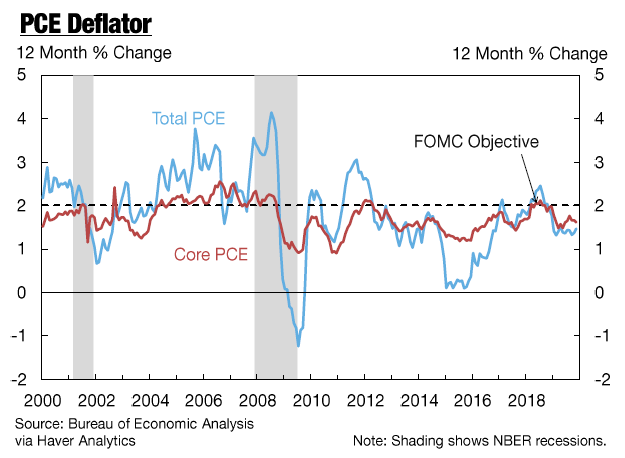 PCE Deflator
12 Month % Change
12 Month % Change
5
5
Total PCE
4
4
FOMC Objective
3
3
2
2
Core PCE
1
1
0
0
-1
-1
-2
-2
2000 2002 2004 2006 2008 2010 2012 2014 2016 2018
Source: Bureau of Economic Analysis
via Haver Analytics
Note: Shading shows NBER recessions.